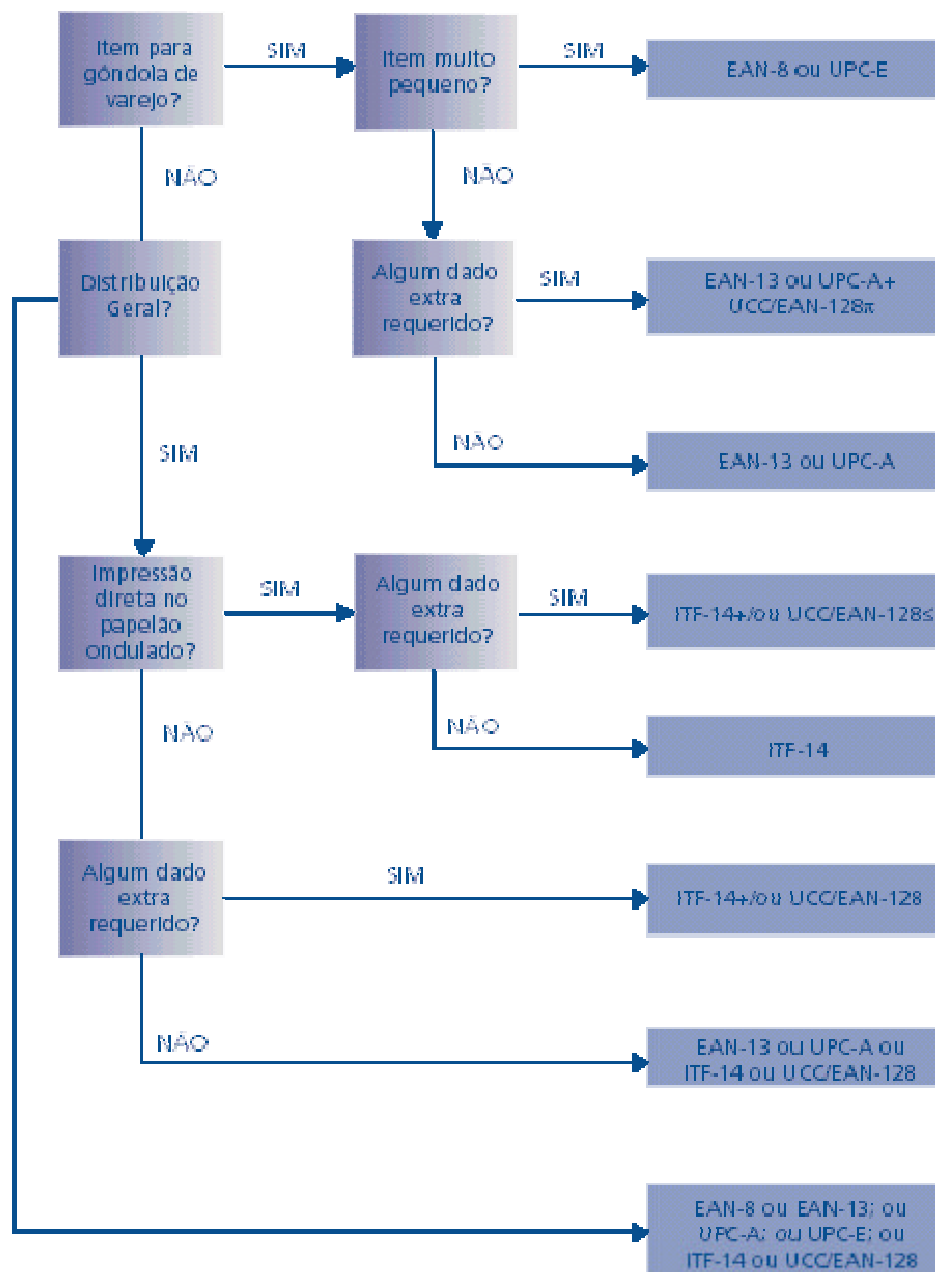 Item para
gôndola de
varejo?
SIM
Item muito
pequeno?
SIM
EAN-8 ou UPC-E
NÃO
NÃO
Distribuição
Geral?
Algum dado
extra
requerido?
SIM
EAN-13 ou UPC-A+
UCC/EAN-128π
SIM
NÃO
EAN-13 ou UPC-A
Impressão
direta no
papelão
ondulado?
SIM
Algum dado
extra
requerido?
SIM
ITF-14+/ou UCC/EAN-128≤
NÃO
NÃO
ITF-14
Algum dado
extra
requerido?
SIM
ITF-14+/ou UCC/EAN-128
NÃO
EAN-13 ou UPC-A ou
ITF-14 ou UCC/EAN-128
EAN-8 ou EAN-13; ou
UPC-A; ou UPC-E; ou
ITF-14 ou UCC/EAN-128